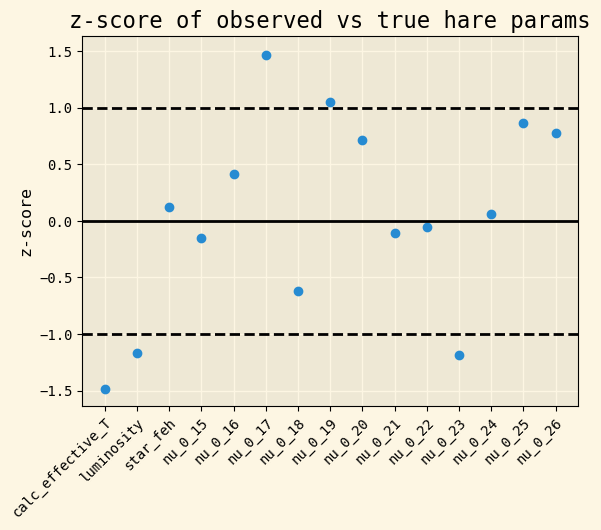 z-score of observed vs true hare params
z-score
1.5
1.0
0.5
0.0
−0.5
−1.0
−1.5
calc_effective_T
luminosity
star_feh
nu_0_15
nu_0_16
nu_0_17
nu_0_18
nu_0_19
nu_0_20
nu_0_21
nu_0_22
nu_0_23
nu_0_24
nu_0_25
nu_0_26